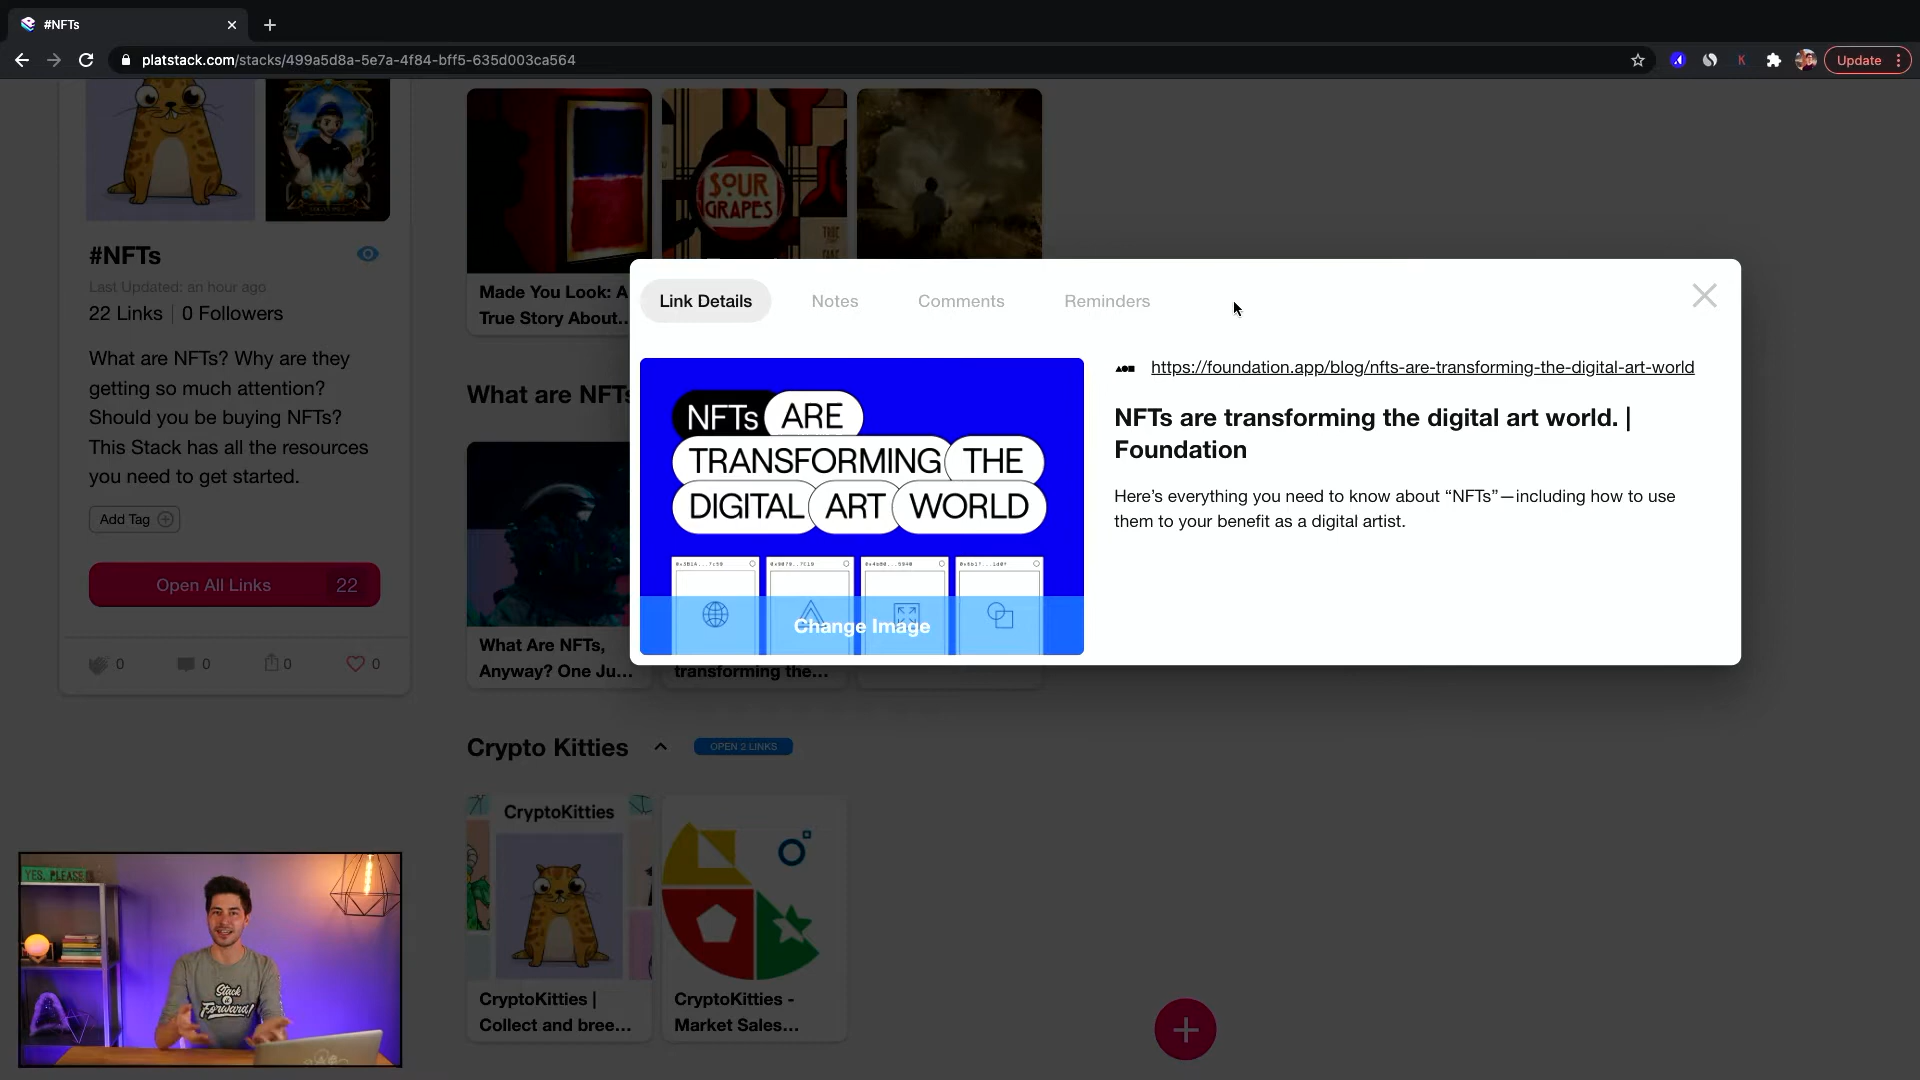 #NFTs
platstack.com/stacks/499a5d8a-5e7a-4f84-bff5-635d003ca564
K
Update
#NFTs
Last Updated: an hour ago
22 Links | 0 Followers
What are NFTs? Why are they
getting so much attention?
Should you be buying NFTs?
This Stack has all the resources
you need to get started.
Add Tag
Open All Links 22
0 0 0 0
SOUR
GRAPES
Made You Look: A
True Story About...
What are NFTs
What Are NFTs,
Anyway? One Ju...
transforming the...
Link Details Notes Comments Reminders
NFTs ARE
TRANSFORMING THE
DIGITAL ART WORLD
Change Image
https://foundation.app/blog/nfts-are-transforming-the-digital-art-world
NFTs are transforming the digital art world. |
Foundation
Here’s everything you need to know about “NFTs”—including how to use
them to your benefit as a digital artist.
Crypto Kitties OPEN 2 LINKS
CryptoKitties
CryptoKitties |
Collect and bree...
CryptoKitties -
Market Sales...
YES, PLEASE
Stack
it
Forward!